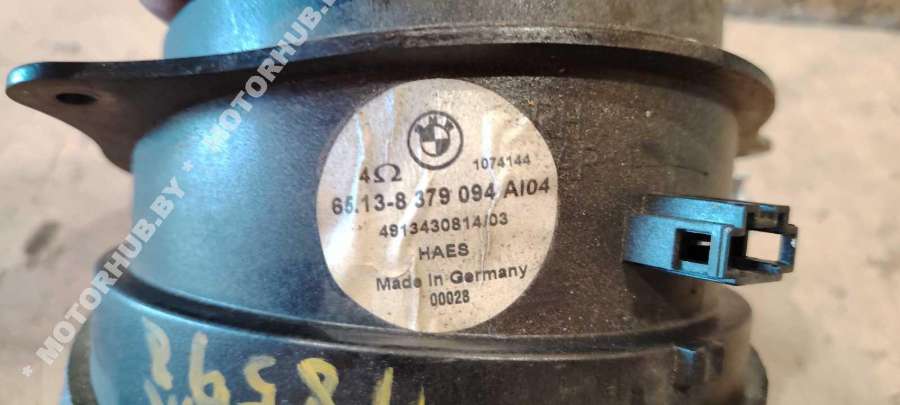 BMW
4Ω 1074144
65.13-8 379 094 AI04
4913430814/03
HAES
Made In Germany
00028
* MOTORHUB.BY * MOTORHUB.BY